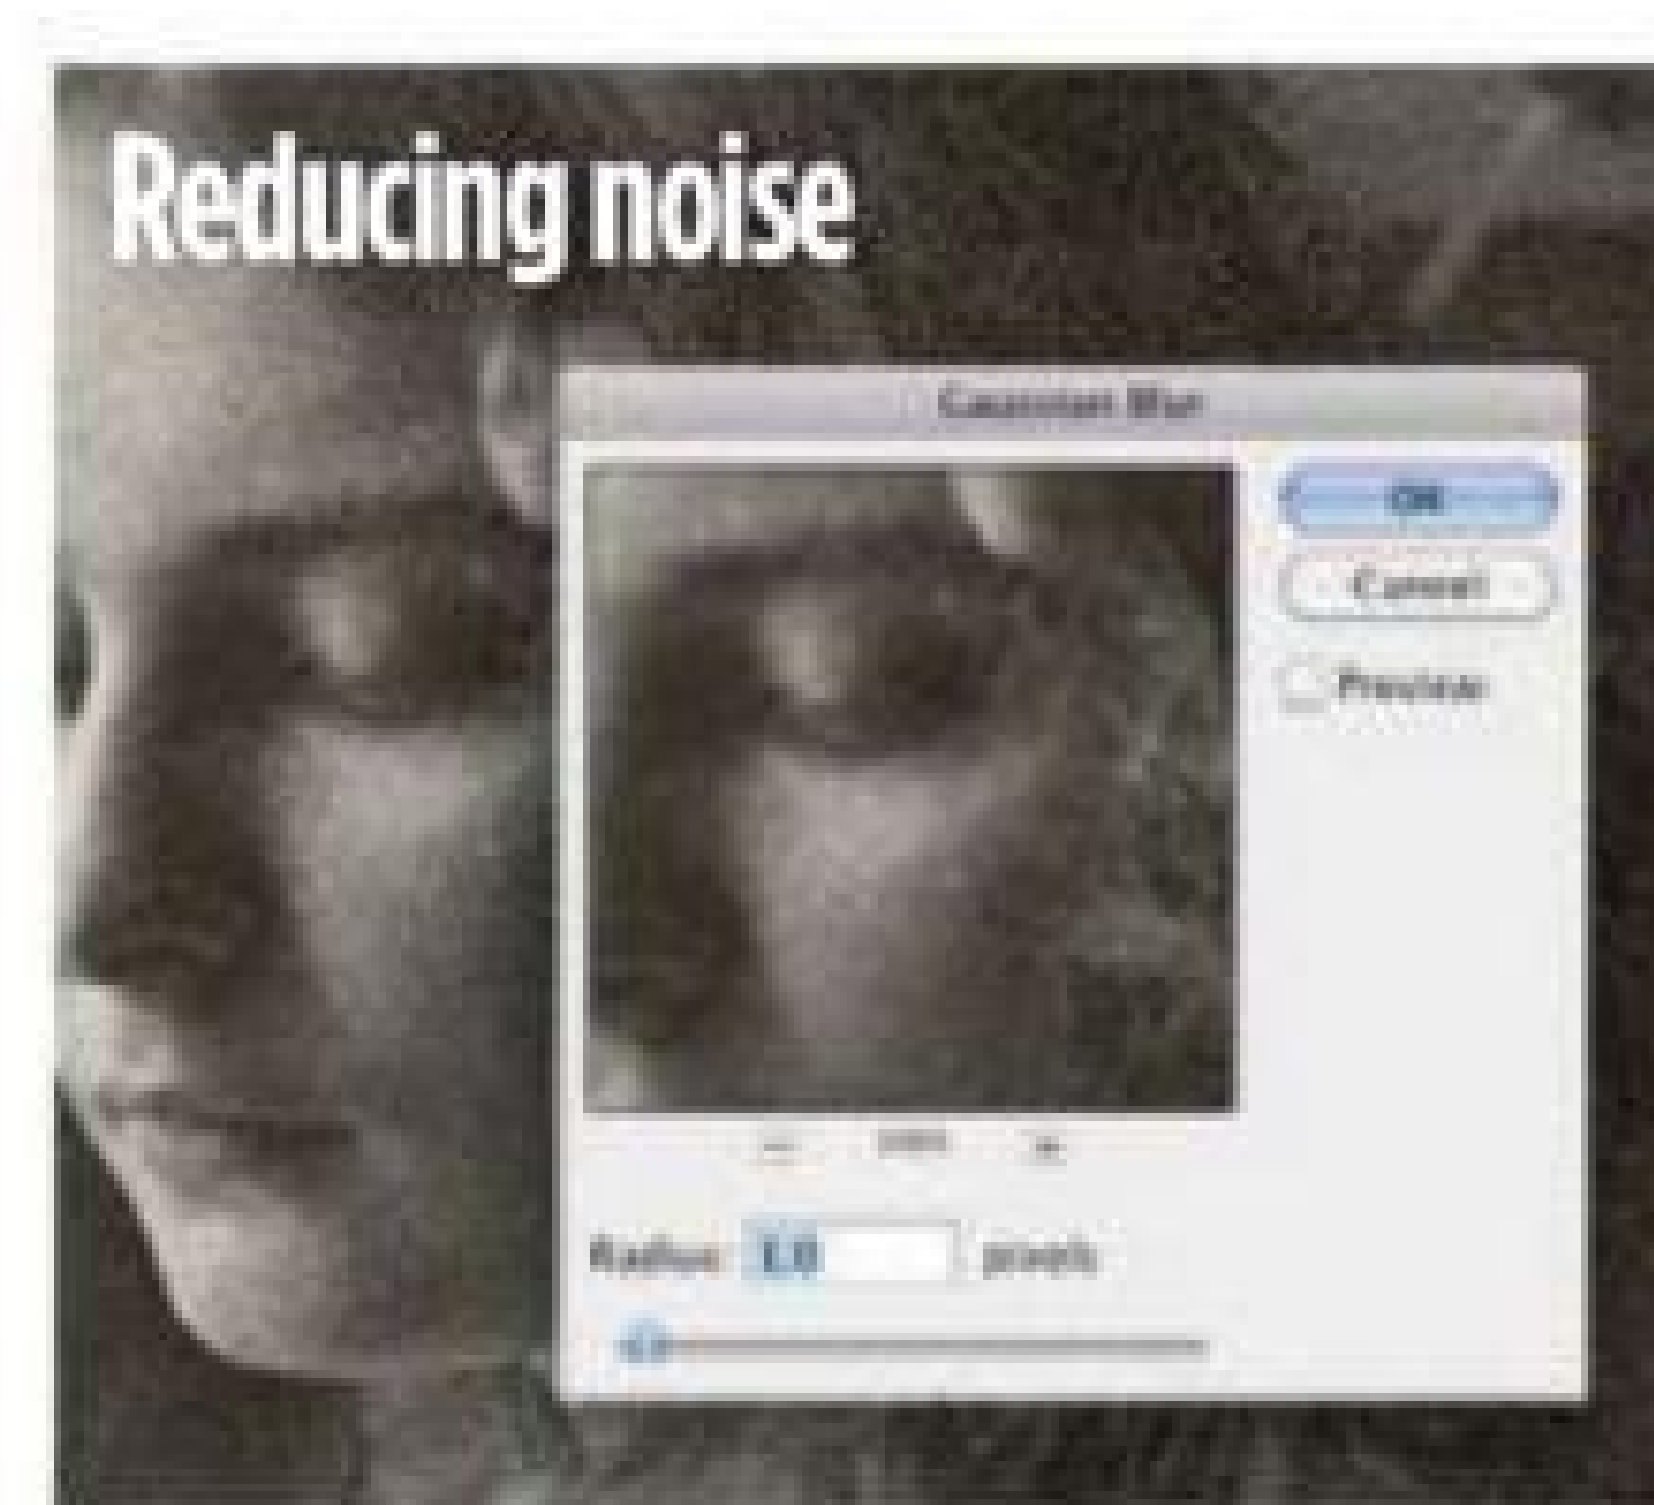 Reducing noise
Gaussian Blur
OK
Cancel
Preview
Radius: pixels